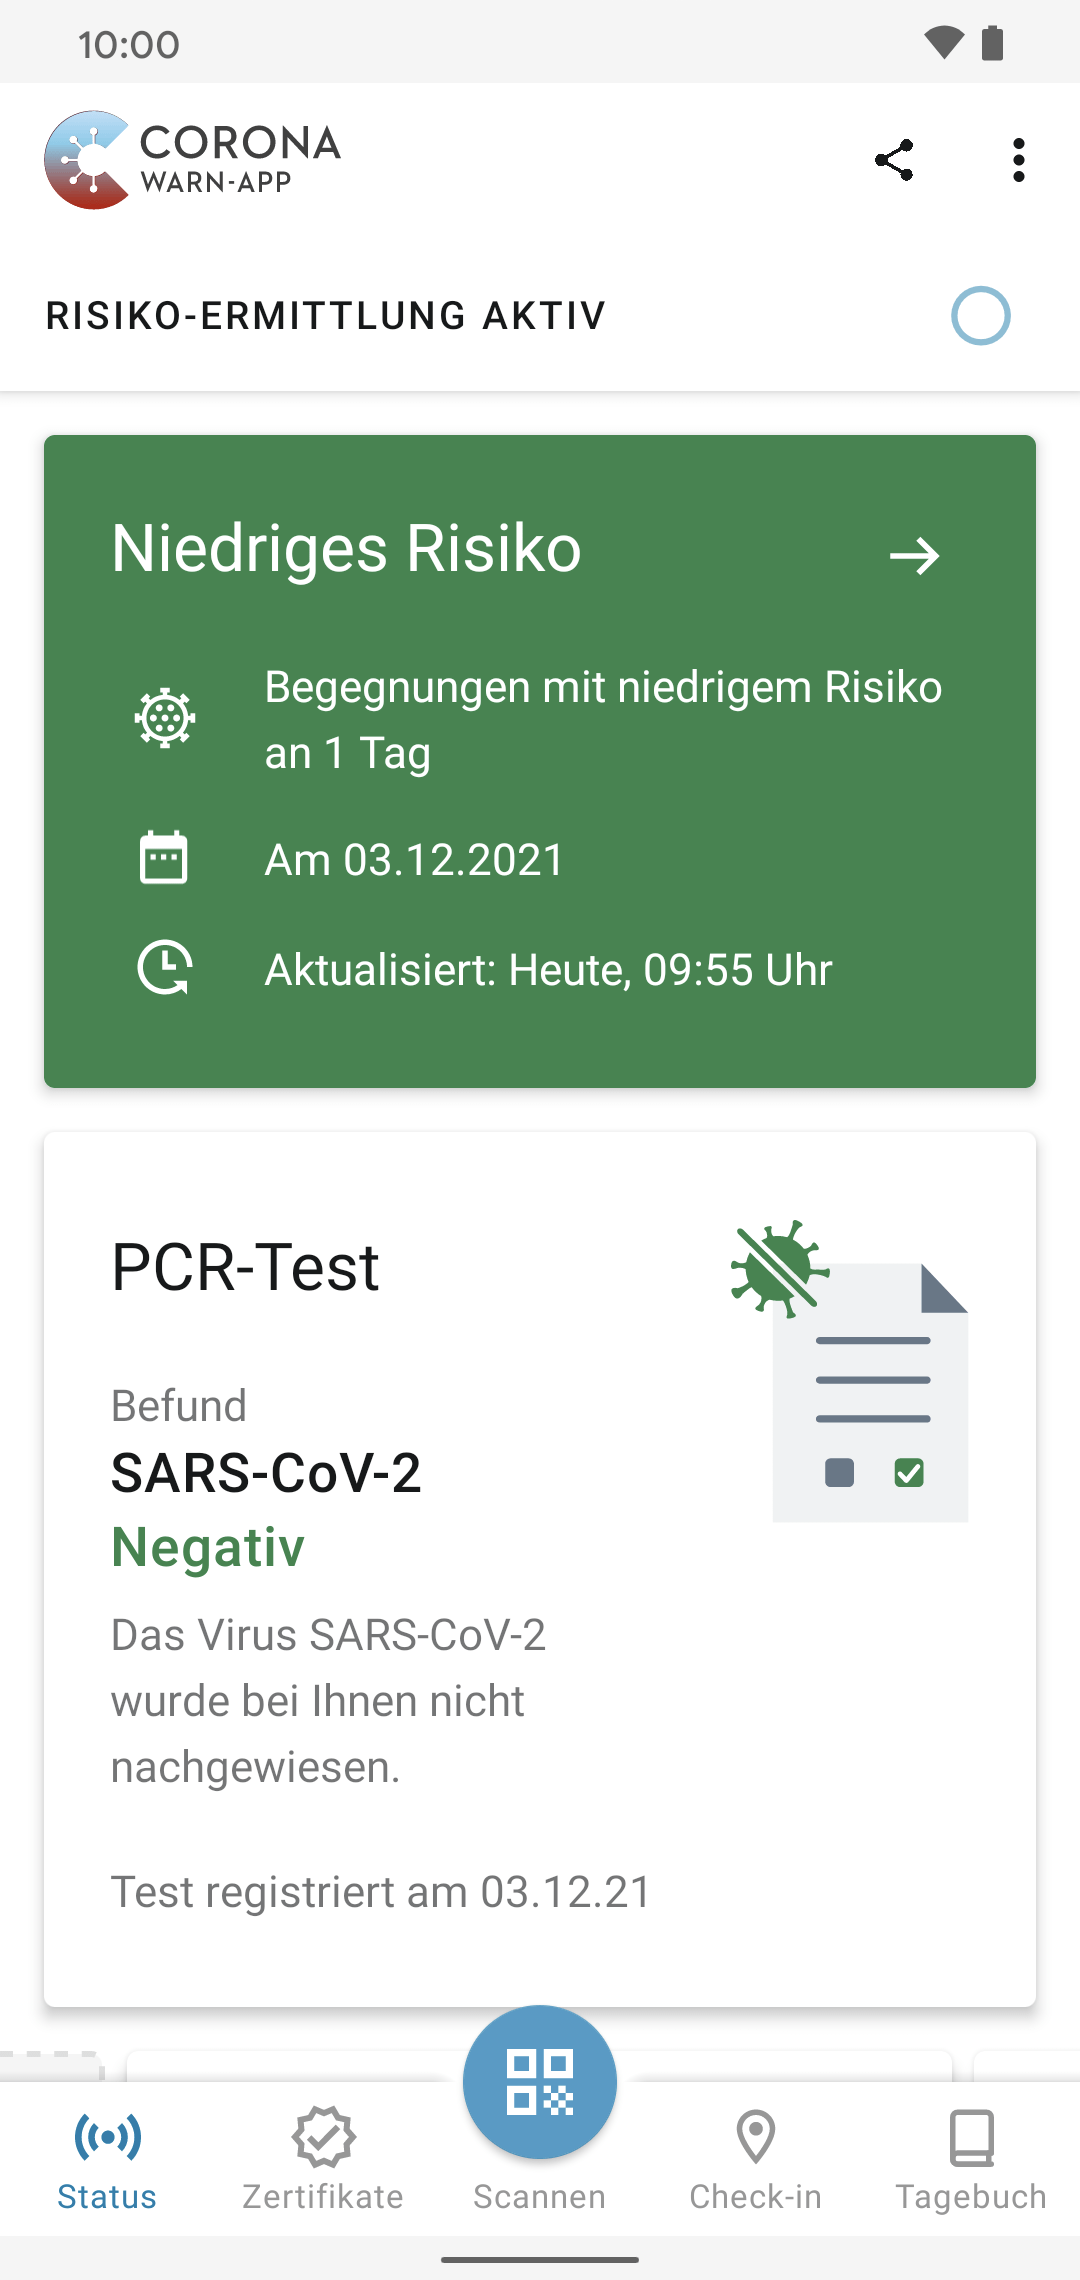 10:00
CORONA
WARN-APP
RISIKO-ERMITTLUNG AKTIV
Niedriges Risiko
Begegnungen mit niedrigem Risiko
an 1 Tag
Am 03.12.2021
Aktualisiert: Heute, 09:55 Uhr
PCR-Test
Befund
SARS-CoV-2
Negativ
Das Virus SARS-CoV-2
wurde bei Ihnen nicht
nachgewiesen.
Test registriert am 03.12.21
Status
Zertifikate
Scannen
Check-in
Tagebuch